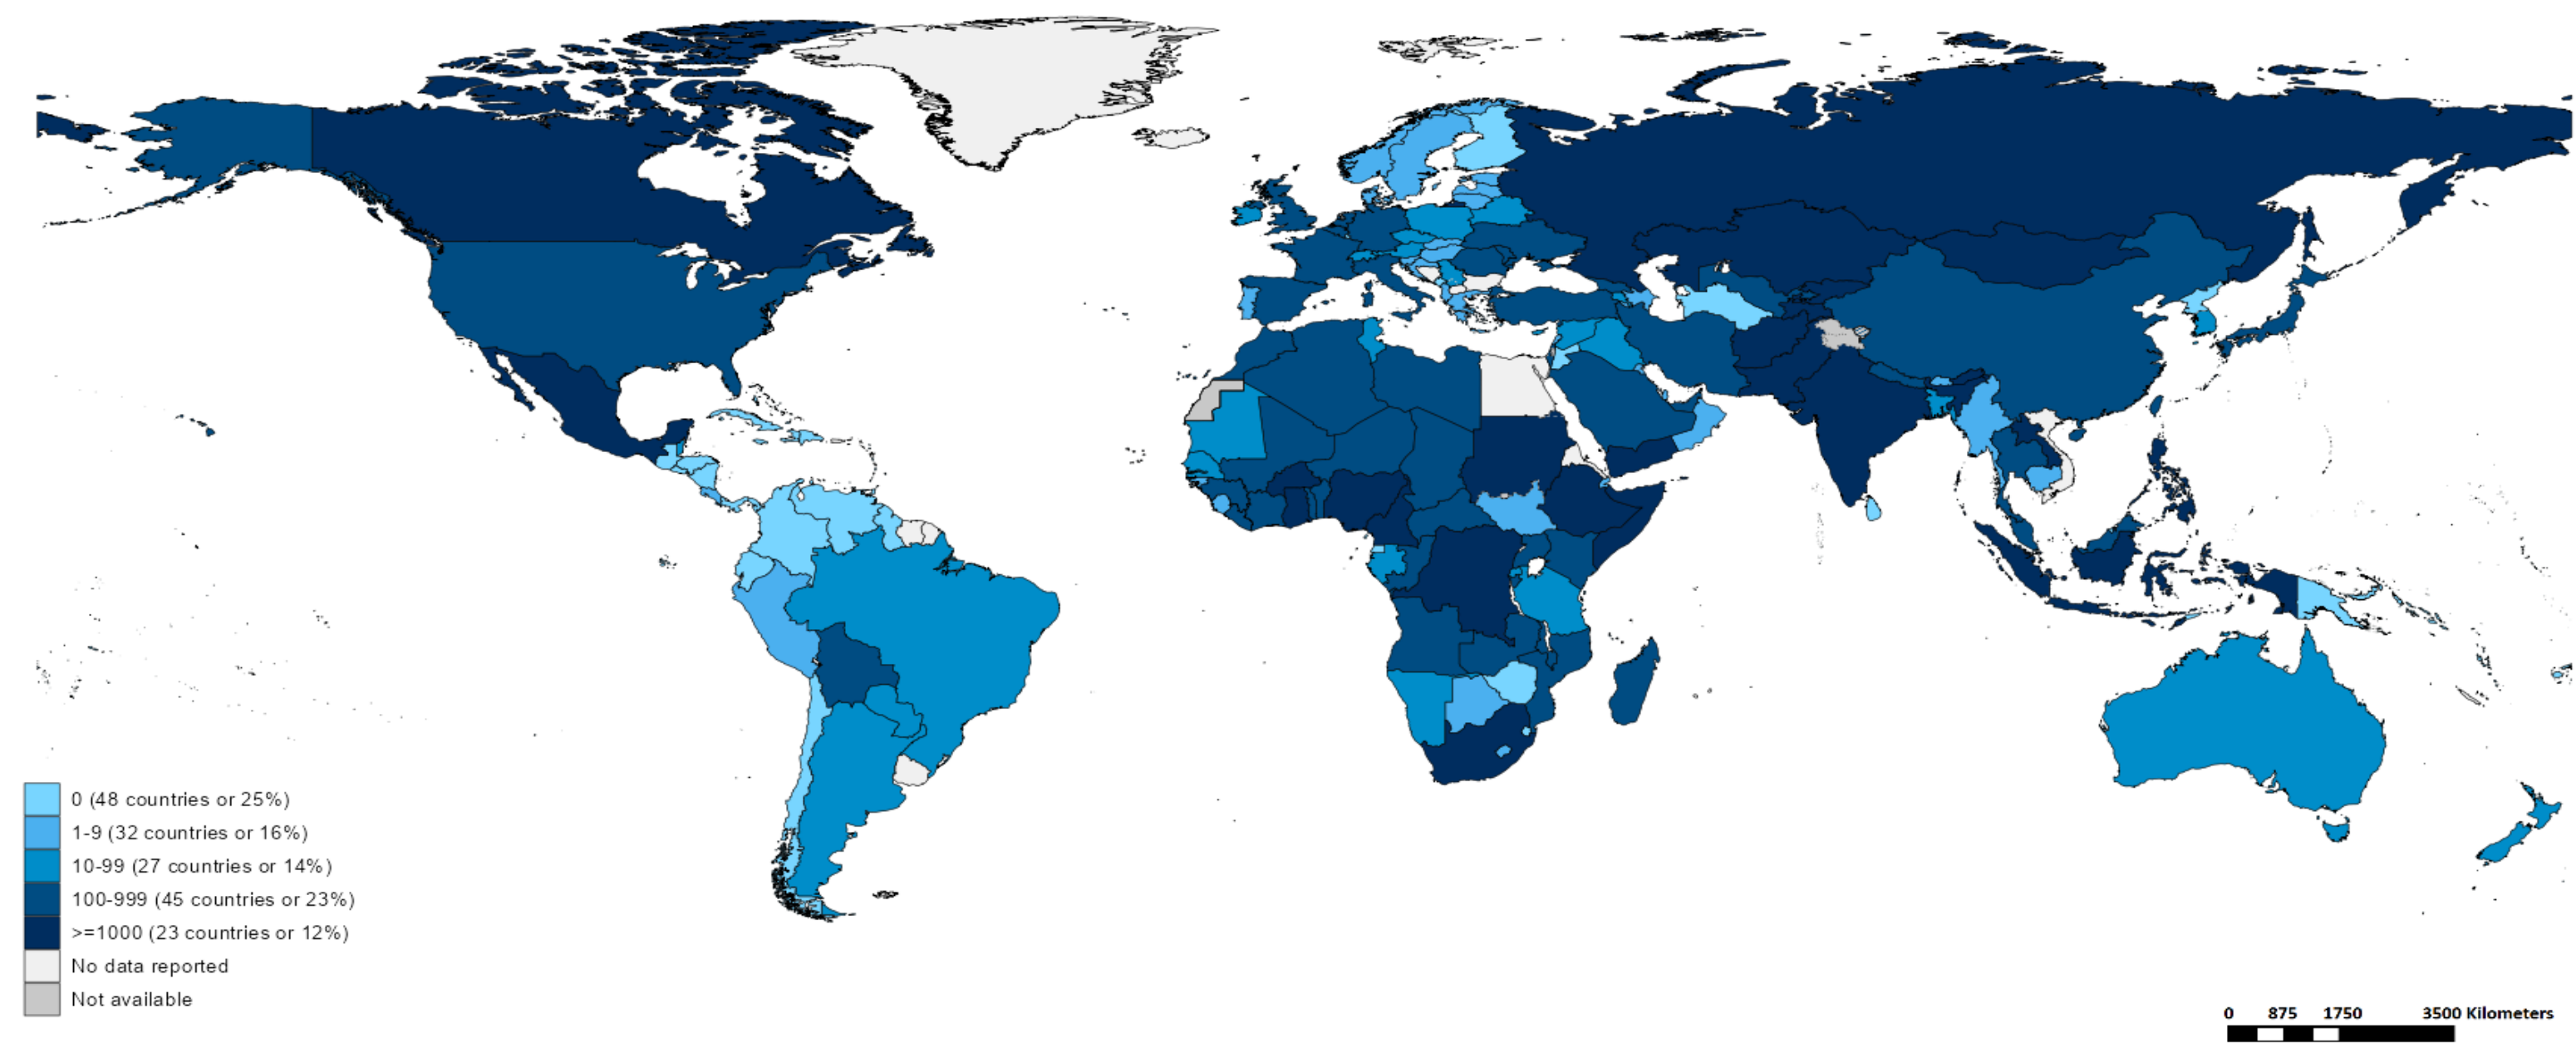 0 (48 countries or 25%)
1-9 (32 countries or 16%)
10-99 (27 countries or 14%)
100-999 (45 countries or 23%)
>=1000 (23 countries or 12%)
No data reported
Not available
0 875 1750 3500 Kilometers